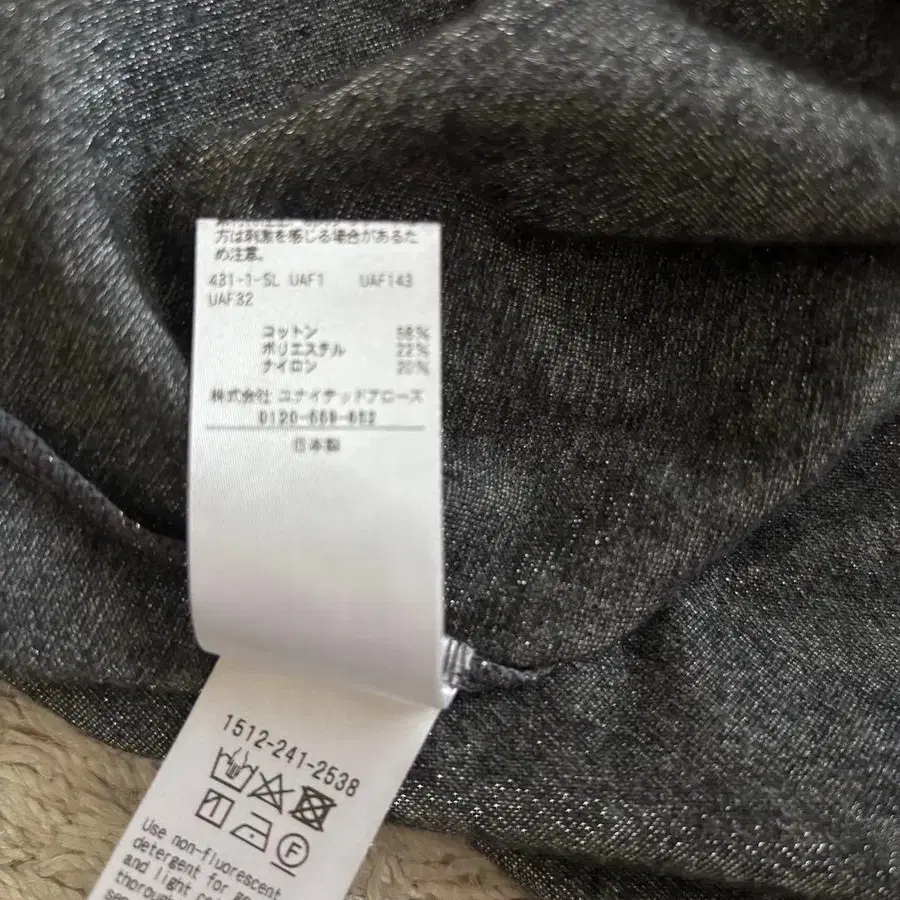 方は刺激を感じる場合があるため注意。
431-1-SL UAF1 UAF143
UAF32
コットン 58%
ポリエステル 22%
ナイロン 20%
株式会社 ユナイテッドアローズ
0120-559-652
日本製
1512-241-2538
F
Use non-fluorescent
detergent for
and light